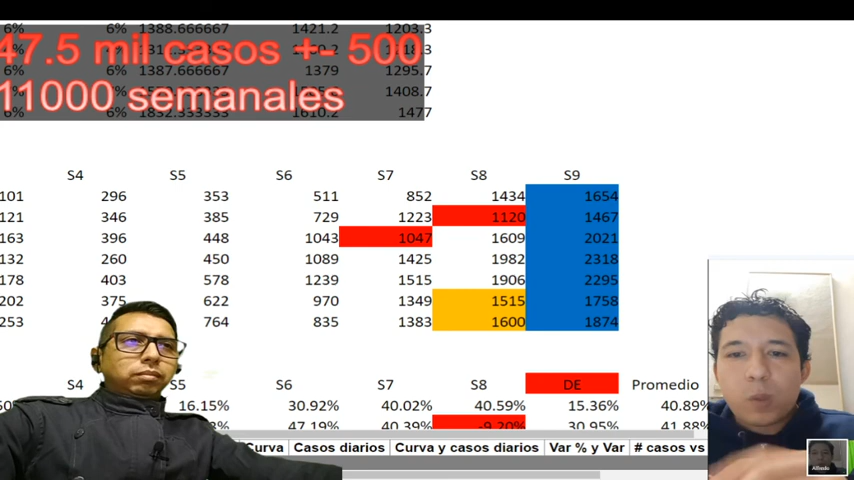 6% 6% 1388.666667 1421.2 1203.3
47.5 mil casos +- 500
6% 1387.666667 1379 1295.7
11000 semanales
1408.7
6% 6% 1832.333333 1610.2 1477
S4 S5 S6 S7 S8 S9
101 296 353 511 852 1434 1654
121 346 385 729 1223 1120 1467
163 396 448 1043 1047 1609 2021
132 260 450 1089 1425 1982 2318
178 403 578 1239 1515 1906 2295
202 375 622 970 1349 1515 1758
253 764 835 1383 1600 1874
S4 S5 S6 S7 S8 DE Promedio
16.15% 30.92% 40.02% 40.59% 15.36% 40.89%
47.19% 40.39% -9.20% 30.95% 41.88%
Curva Casos diarios Curva y casos diarios Var % y Var # casos vs
Alfredo